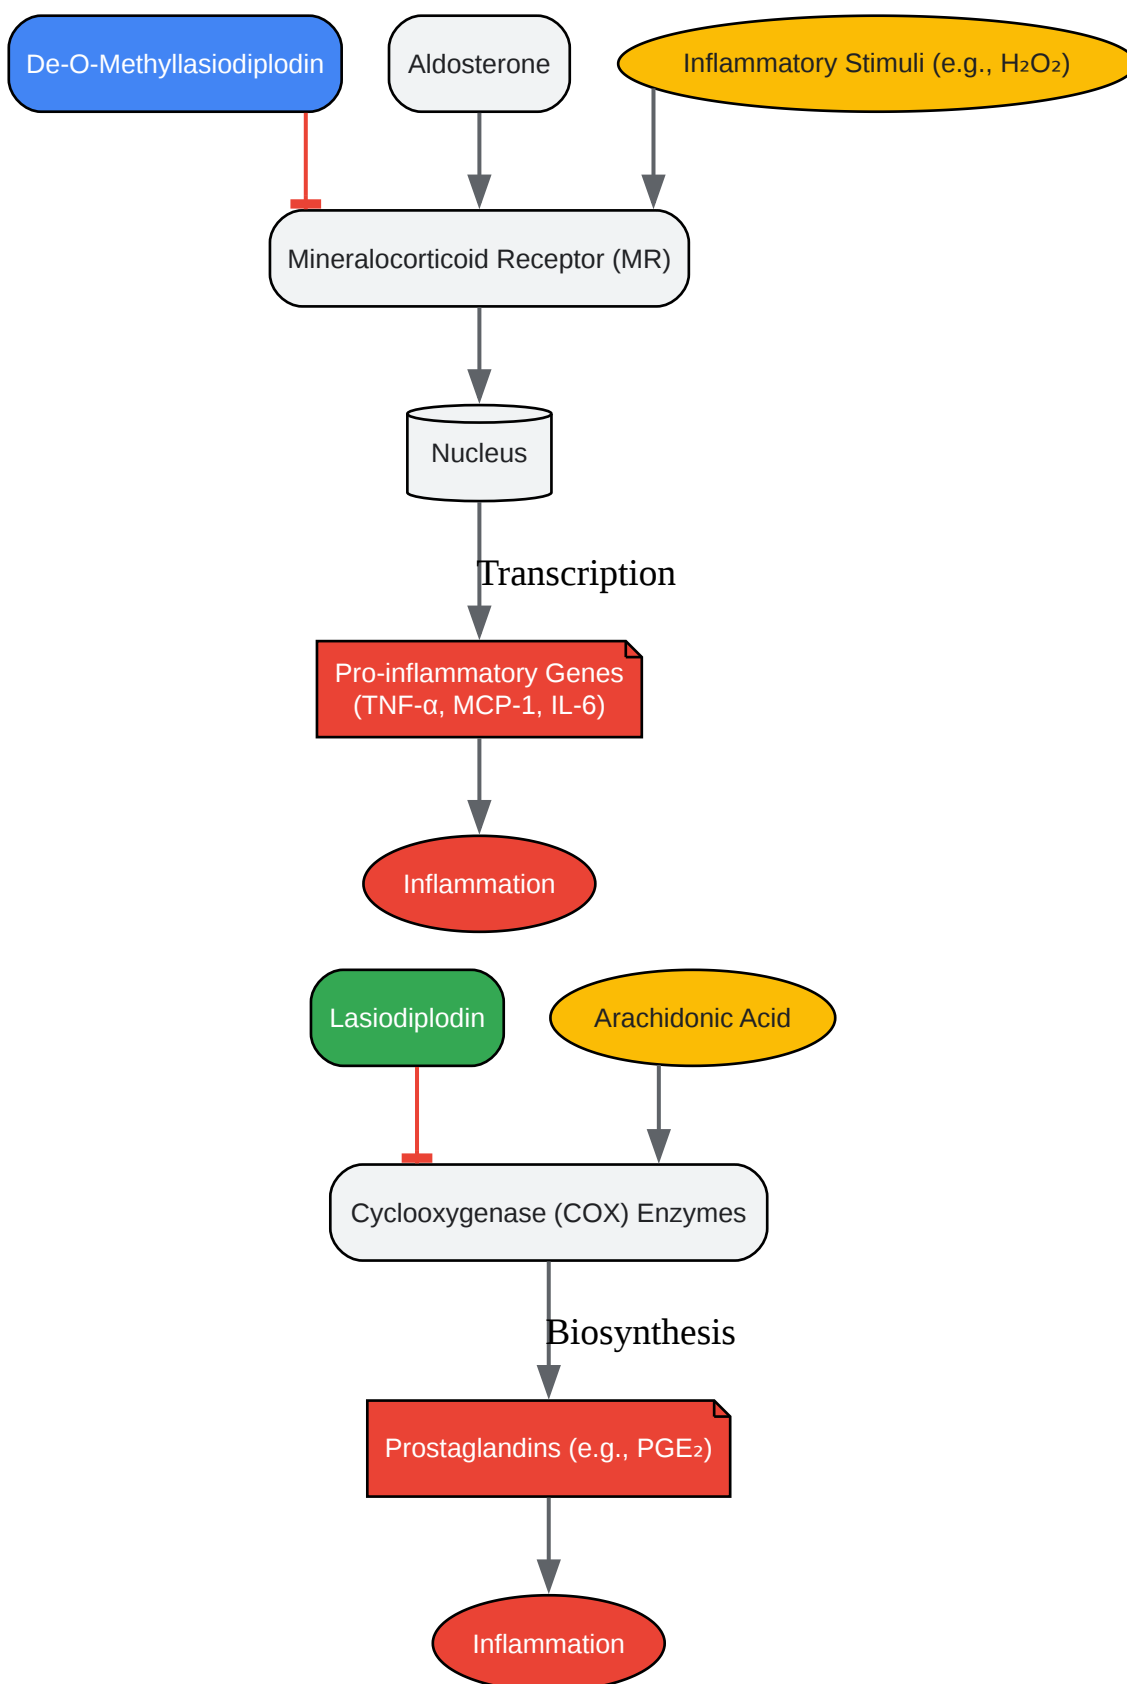 De-O-Methyllasiodiplodin
Aldosterone
Inflammatory Stimuli (e.g., H₂O₂)
Mineralocorticoid Receptor (MR)
Nucleus
Transcription
Pro-inflammatory Genes
(TNF-α, MCP-1, IL-6)
Inflammation
Lasiodiplodin
Arachidonic Acid
Cyclooxygenase (COX) Enzymes
Biosynthesis
Prostaglandins (e.g., PGE₂)
Inflammation